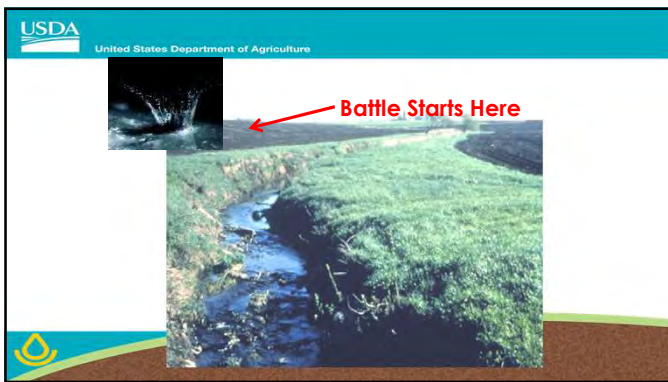 USDA
United States Department of Agriculture
Battle Starts Here